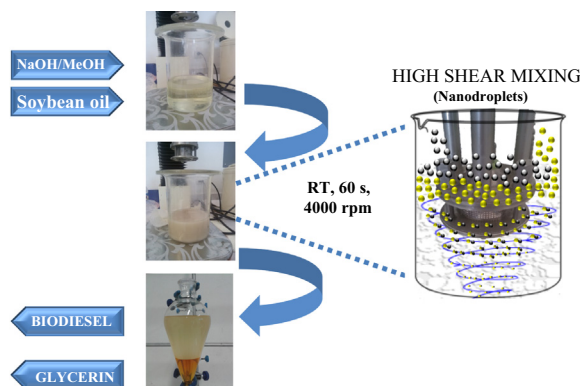 NaOH/MeOH
Soybean oil
HIGH SHEAR MIXING
(Nanodroplets)
RT, 60 s,
4000 rpm
BIODIESEL
GLYCERIN